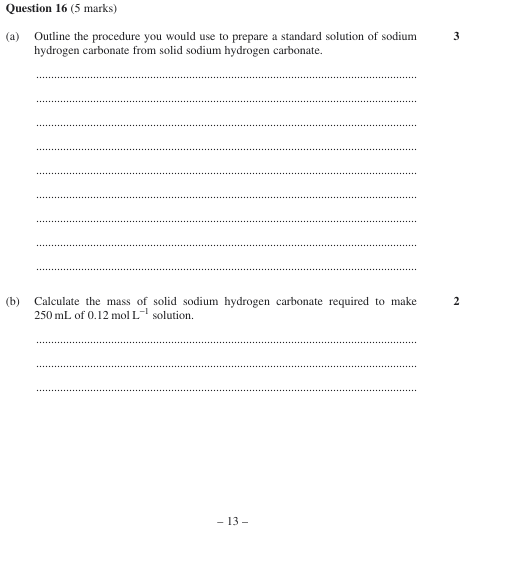 Question 16 (5 marks)
(a) Outline the procedure you would use to prepare a standard solution of sodium 3
hydrogen carbonate from solid sodium hydrogen carbonate.
(b) Calculate the mass of solid sodium hydrogen carbonate required to make 2
250 mL of 0.12 mol L⁻¹ solution.
– 13 –